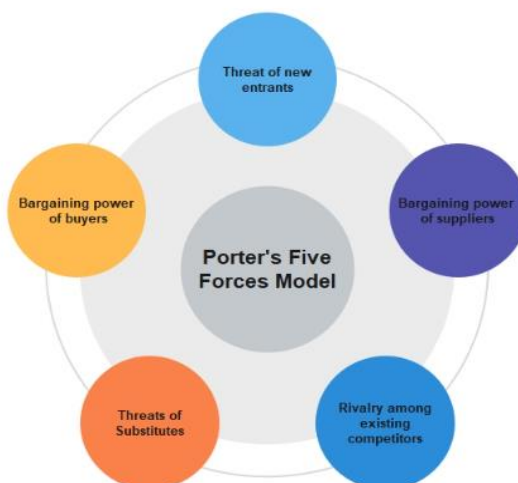 Threat of new
entrants
Bargaining power
of buyers
Bargaining power
of suppliers
Porter's Five
Forces Model
Threats of
Substitutes
Rivalry among
existing
competitors